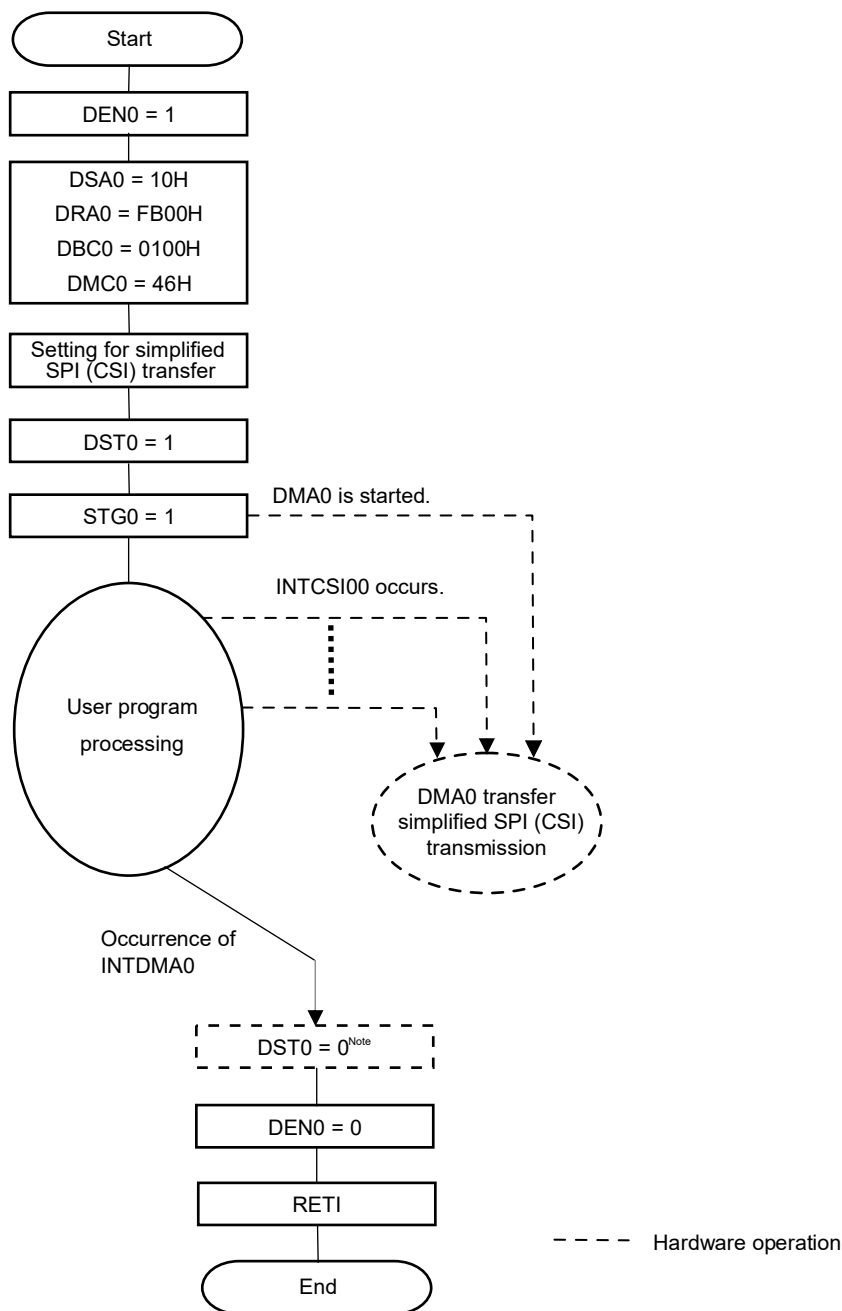 Start
DEN0 = 1
DSA0 = 10H
DRA0 = FB00H
DBC0 = 0100H
DMC0 = 46H
Setting for simplified
SPI (CSI) transfer
DST0 = 1
STG0 = 1
DMA0 is started.
INTCSI00 occurs.
User program
processing
DMA0 transfer
simplified SPI (CSI)
transmission
Occurrence of
INTDMA0
DST0 = 0Note
DEN0 = 0
RETI
End
Hardware operation